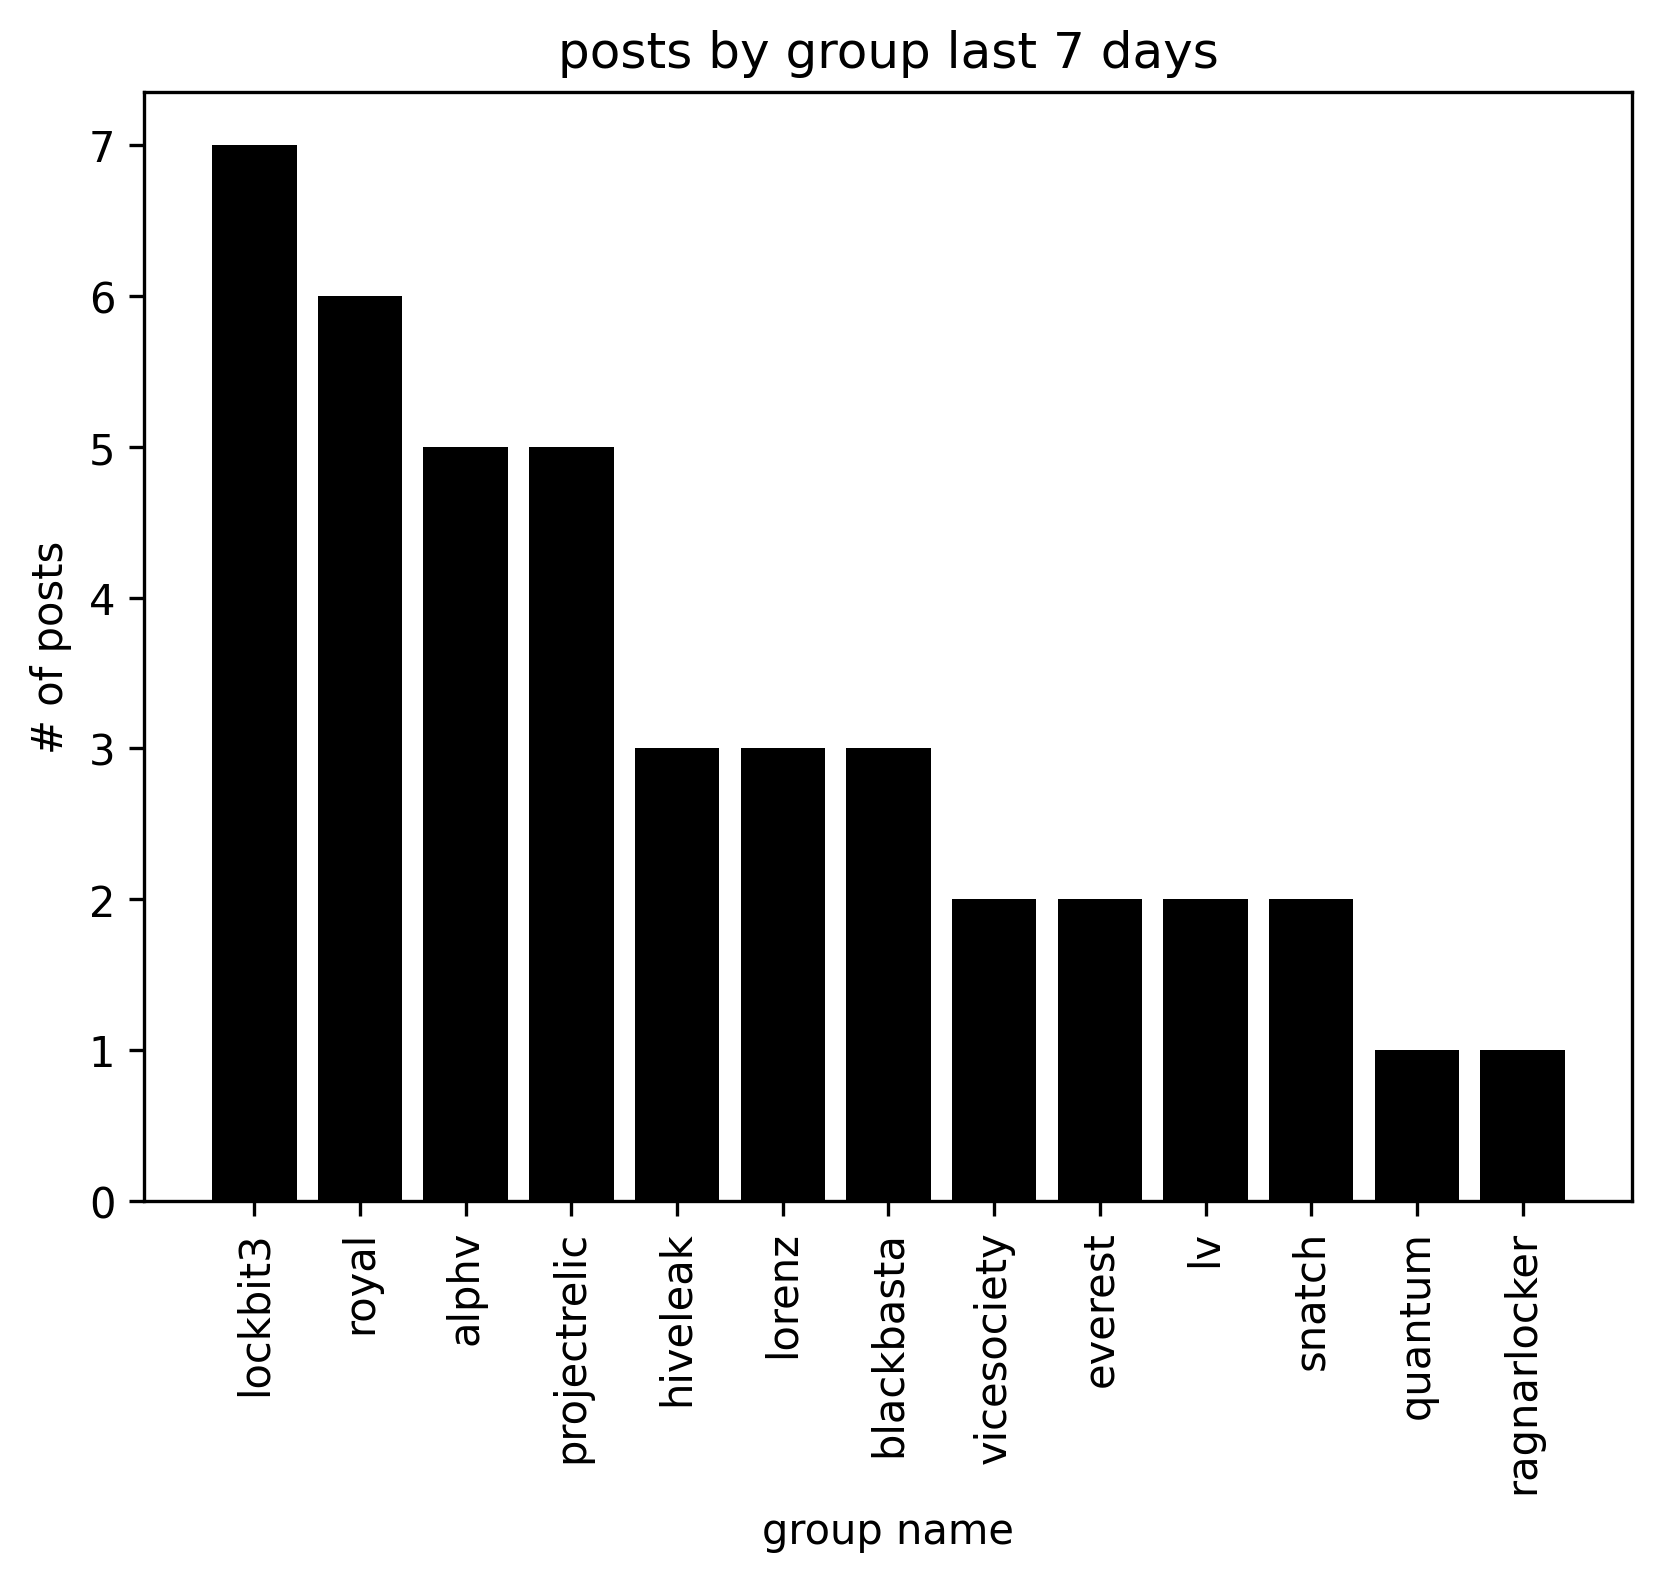 posts by group last 7 days
# of posts
7
6
5
4
3
2
1
0
lockbit3
royal
alphv
projectrelic
hiveleak
lorenz
blackbasta
vicesociety
everest
lv
snatch
quantum
ragnarlocker
group name